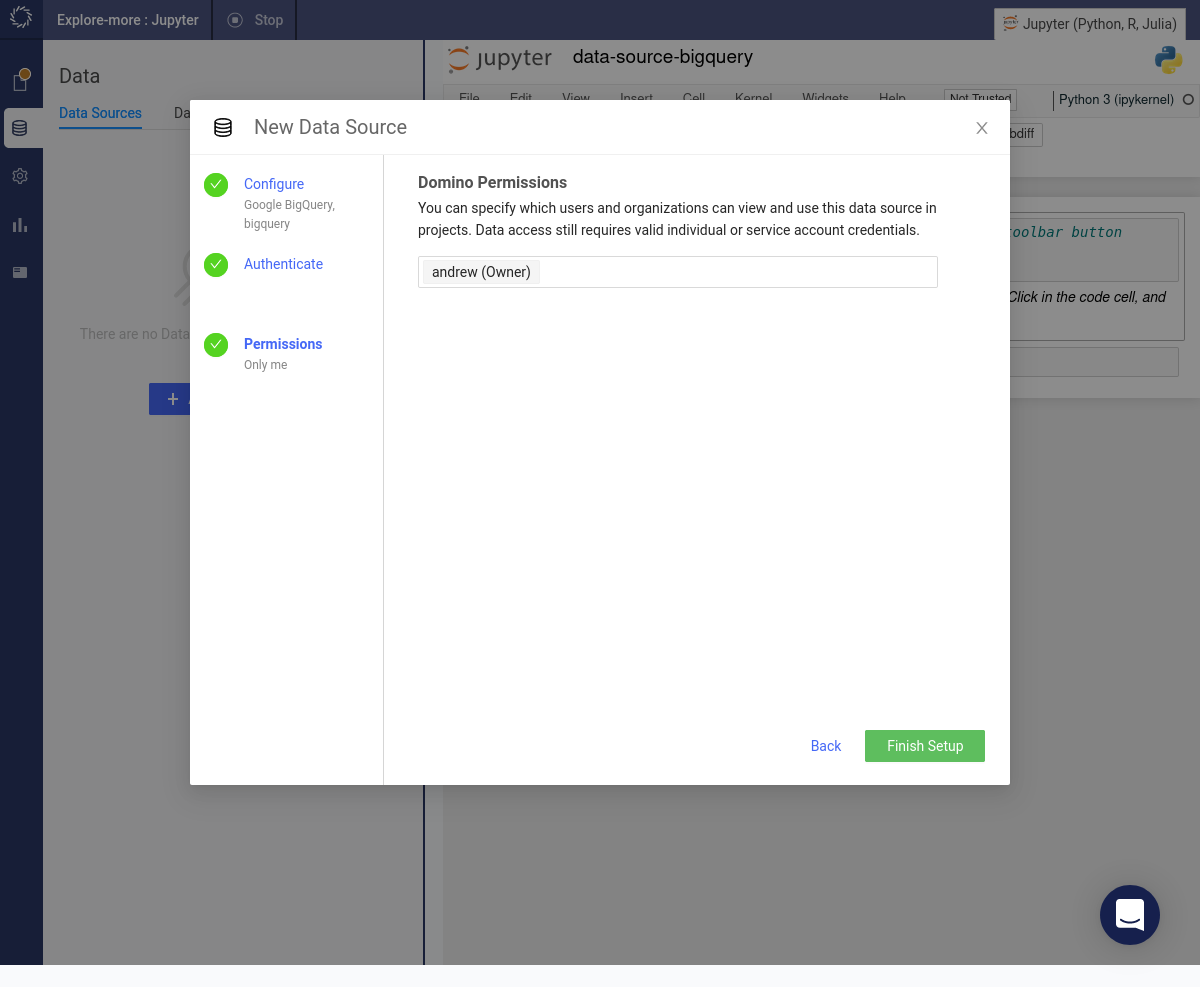 Explore-more : Jupyter
Stop
Jupyter (Python, R, Julia)
Data
Data Sources
Da
There are no Data
jupyter
data-source-bigquery
File Edit View Insert Cell Kernel Widgets Help
Not Trusted
Python 3 (ipykernel)
bdiff
toolbar button
Click in the code cell, and
New Data Source
Configure
Google BigQuery,
bigquery
Authenticate
Permissions
Only me
Domino Permissions
You can specify which users and organizations can view and use this data source in
projects. Data access still requires valid individual or service account credentials.
andrew (Owner)
Back
Finish Setup